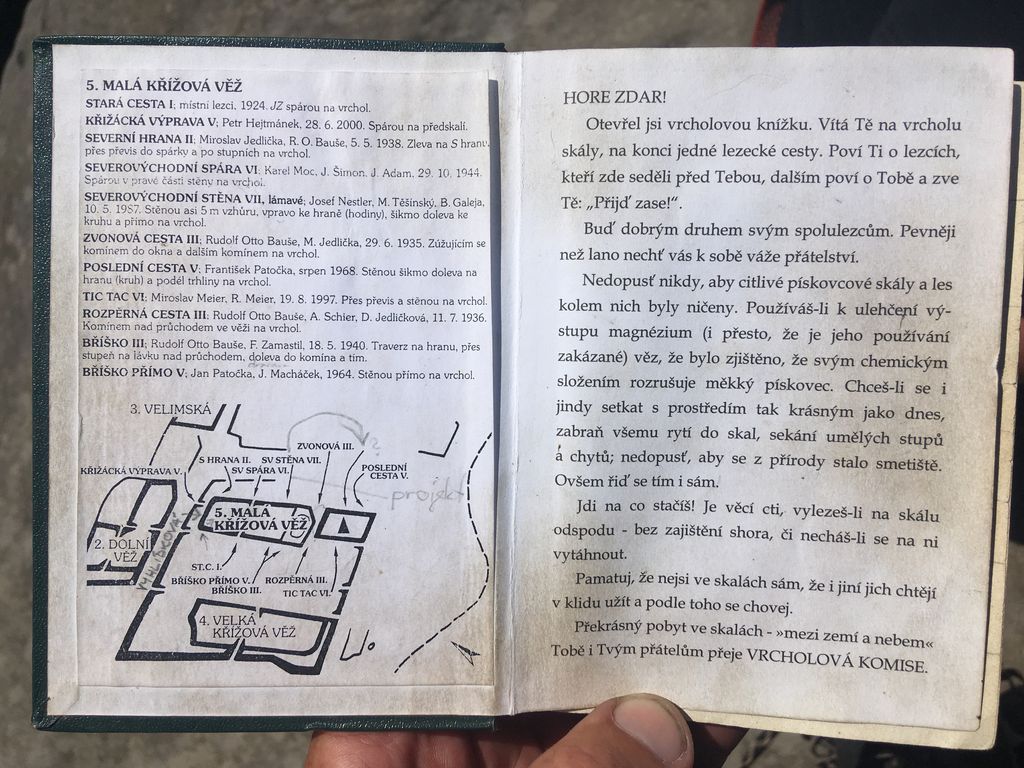 5. MALÁ KŘÍŽOVÁ VĚŽ
STARÁ CESTA I; místní lezci, 1924. JZ spárou na vrchol.
KŘIŽÁCKÁ VÝPRAVA V; Petr Hejtmánek, 28. 6. 2000. Spárou na předskalí.
SEVERNÍ HRANA II; Miroslav Jedlička, R. O. Bauše, 5. 5. 1938. Zleva na S hranu,
přes převis do spárky a po stupních na vrchol.
SEVEROVÝCHODNÍ SPÁRA VI; Karel Moc, J. Šimon, J. Adam, 29. 10. 1944.
Spárou v pravé části stěny na vrchol.
SEVEROVÝCHODNÍ STĚNA VII, lámavé; Josef Nestler, M. Těšinský, B. Galeja,
10. 5. 1987. Stěnou asi 5 m vzhůru, vpravo ke hraně (hodiny), šikmo doleva ke
kruhu a přímo na vrchol.
ZVONOVÁ CESTA III; Rudolf Otto Bauše, M. Jedlička, 29. 6. 1935. Zúžujícím se
komínem do okna a dalším komínem na vrchol.
POSLEDNÍ CESTA V; František Patočka, srpen 1968. Stěnou šikmo doleva na
hranu (kruh) a podél trhliny na vrchol.
TIC TAC VI; Miroslav Meier, R. Meier, 19. 8. 1997. Přes převis a stěnou na vrchol.
ROZPĚRNÁ CESTA III; Rudolf Otto Bauše, A. Schier, D. Jedličková, 11. 7. 1936.
Komínem nad průchodem ve věži na vrchol.
BŘÍŠKO III; Rudolf Otto Bauše, F. Zamastil, 18. 5. 1940. Traverz na hranu, přes
stupeň na lávku nad průchodem, doleva do komína a tím.
BŘÍŠKO PŘÍMO V; Jan Patočka, J. Macháček, 1964. Stěnou přímo na vrchol.
3. VELIMSKÁ
ZVONOVÁ III.
S HRANA II. SV STĚNA VII.
KŘIŽÁCKÁ VÝPRAVA V. SV SPÁRA VI. POSLEDNÍ
CESTA V.
projekt
5. MALÁ
KŘÍŽOVÁ VĚŽ
2. DOLNÍ
VĚŽ
ST.C. I.
BŘÍŠKO PŘÍMO V. ROZPĚRNÁ III.
BŘÍŠKO III. TIC TAC VI.
4. VELKÁ
KŘÍŽOVÁ VĚŽ
HORE ZDAR!
Otevřel jsi vrcholovou knížku. Vítá Tě na vrcholu
skály, na konci jedné lezecké cesty. Poví Ti o lezcích,
kteří zde seděli před Tebou, dalším poví o Tobě a zve
Tě: „Přijď zase!“.
Buď dobrým druhem svým spolulezcům. Pevněji
než lano nechť vás k sobě váže přátelství.
Nedopusť nikdy, aby citlivé pískovcové skály a les
kolem nich byly ničeny. Používáš-li k ulehčení vý-
stupu magnézium (i přesto, že je jeho používání
zakázané) věz, že bylo zjištěno, že svým chemickým
složením rozrušuje měkký pískovec. Chceš-li se i
jindy setkat s prostředím tak krásným jako dnes,
zabraň všemu rytí do skal, sekání umělých stupů
a chytů; nedopusť, aby se z přírody stalo smetiště.
Ovšem řiď se tím i sám.
Jdi na co stačíš! Je věcí cti, vylezeš-li na skálu
odspodu - bez zajištění shora, či necháš-li se na ni
vytáhnout.
Pamatuj, že nejsi ve skalách sám, že i jiní jich chtějí
v klidu užít a podle toho se chovej.
Překrásný pobyt ve skalách - »mezi zemí a nebem«
Tobě i Tvým přátelům přeje VRCHOLOVÁ KOMISE.